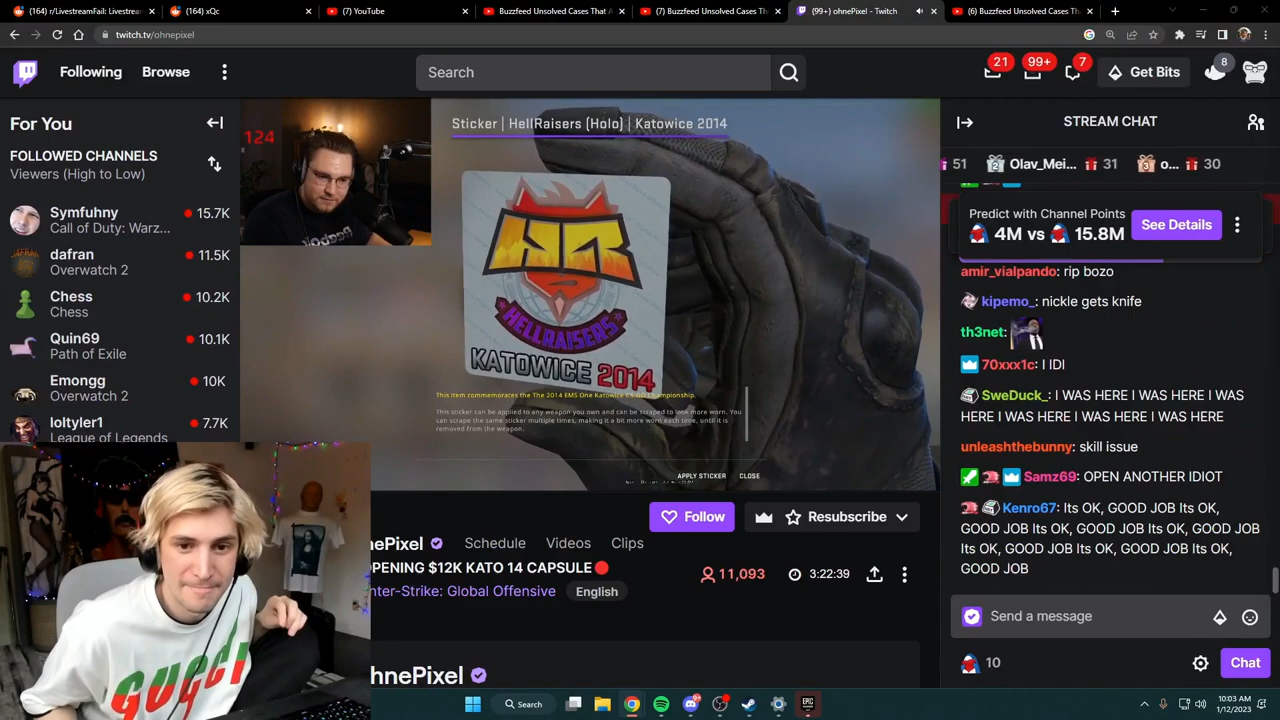 (164) r/LivestreamFail: Livestrea
(164) xQc
(7) YouTube
Buzzfeed Unsolved Cases That A
(7) Buzzfeed Unsolved Cases Th
(99+) ohnePixel - Twitch
(6) Buzzfeed Unsolved Cases Tha
twitch.tv/ohnepixel
Following
Browse
Search
21
99+
7
Get Bits
8
For You
FOLLOWED CHANNELS
Viewers (High to Low)
Symfuhny
15.7K
Call of Duty: Warz...
dafran
11.5K
Overwatch 2
Chess
10.2K
Chess
Quin69
10.1K
Path of Exile
Emongg
10K
Overwatch 2
loltyler1
7.7K
League of Legends
124
Sticker | HellRaisers (Holo) | Katowice 2014
HR
HELLRAISERS
KATOWICE 2014
This item commemorates the The 2014 EMS One Katowice CS:GO Championship.
This sticker can be applied to any weapon you own and can be scraped to look more worn. You
can scrape the same sticker multiple times, making it a bit more worn each time, until it is
removed from the weapon.
APPLY STICKER
CLOSE
Follow
Resubscribe
nePixel
Schedule
Videos
Clips
PENING $12K KATO 14 CAPSULE
nter-Strike: Global Offensive
English
11,093
3:22:39
hnePixel
STREAM CHAT
51
Olav_Mei...
31
o...
30
Predict with Channel Points
4M vs 15.8M
See Details
amir_vialpando: rip bozo
kipemo_: nickle gets knife
th3net:
70xxx1c: I IDI
SweDuck_: I WAS HERE I WAS HERE I
WAS HERE I WAS HERE I WAS HERE
unleashthebunny: skill issue
Samz69: OPEN ANOTHER IDIOT
Kenro67: Its OK, GOOD JOB Its OK,
GOOD JOB Its OK, GOOD JOB Its OK, GOOD JOB
Its OK, GOOD JOB Its OK, GOOD JOB Its OK,
GOOD JOB
Send a message
10
Chat
GUCCI
Search
10:03 AM
1/12/2023